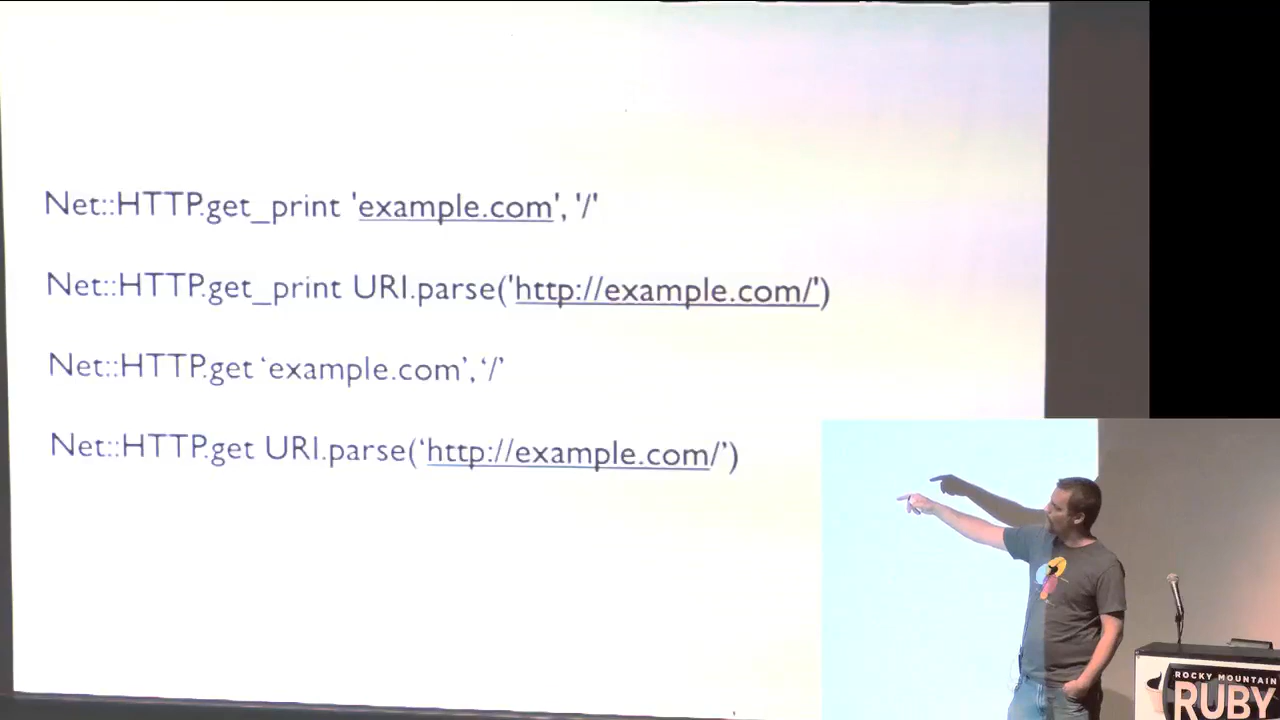 Net::HTTP.get_print 'example.com', '/'
Net::HTTP.get_print URI.parse('http://example.com/')
Net::HTTP.get ‘example.com’, ‘/’
Net::HTTP.get URI.parse(‘http://example.com/’)
ROCKY MOUNTAIN
RUBY